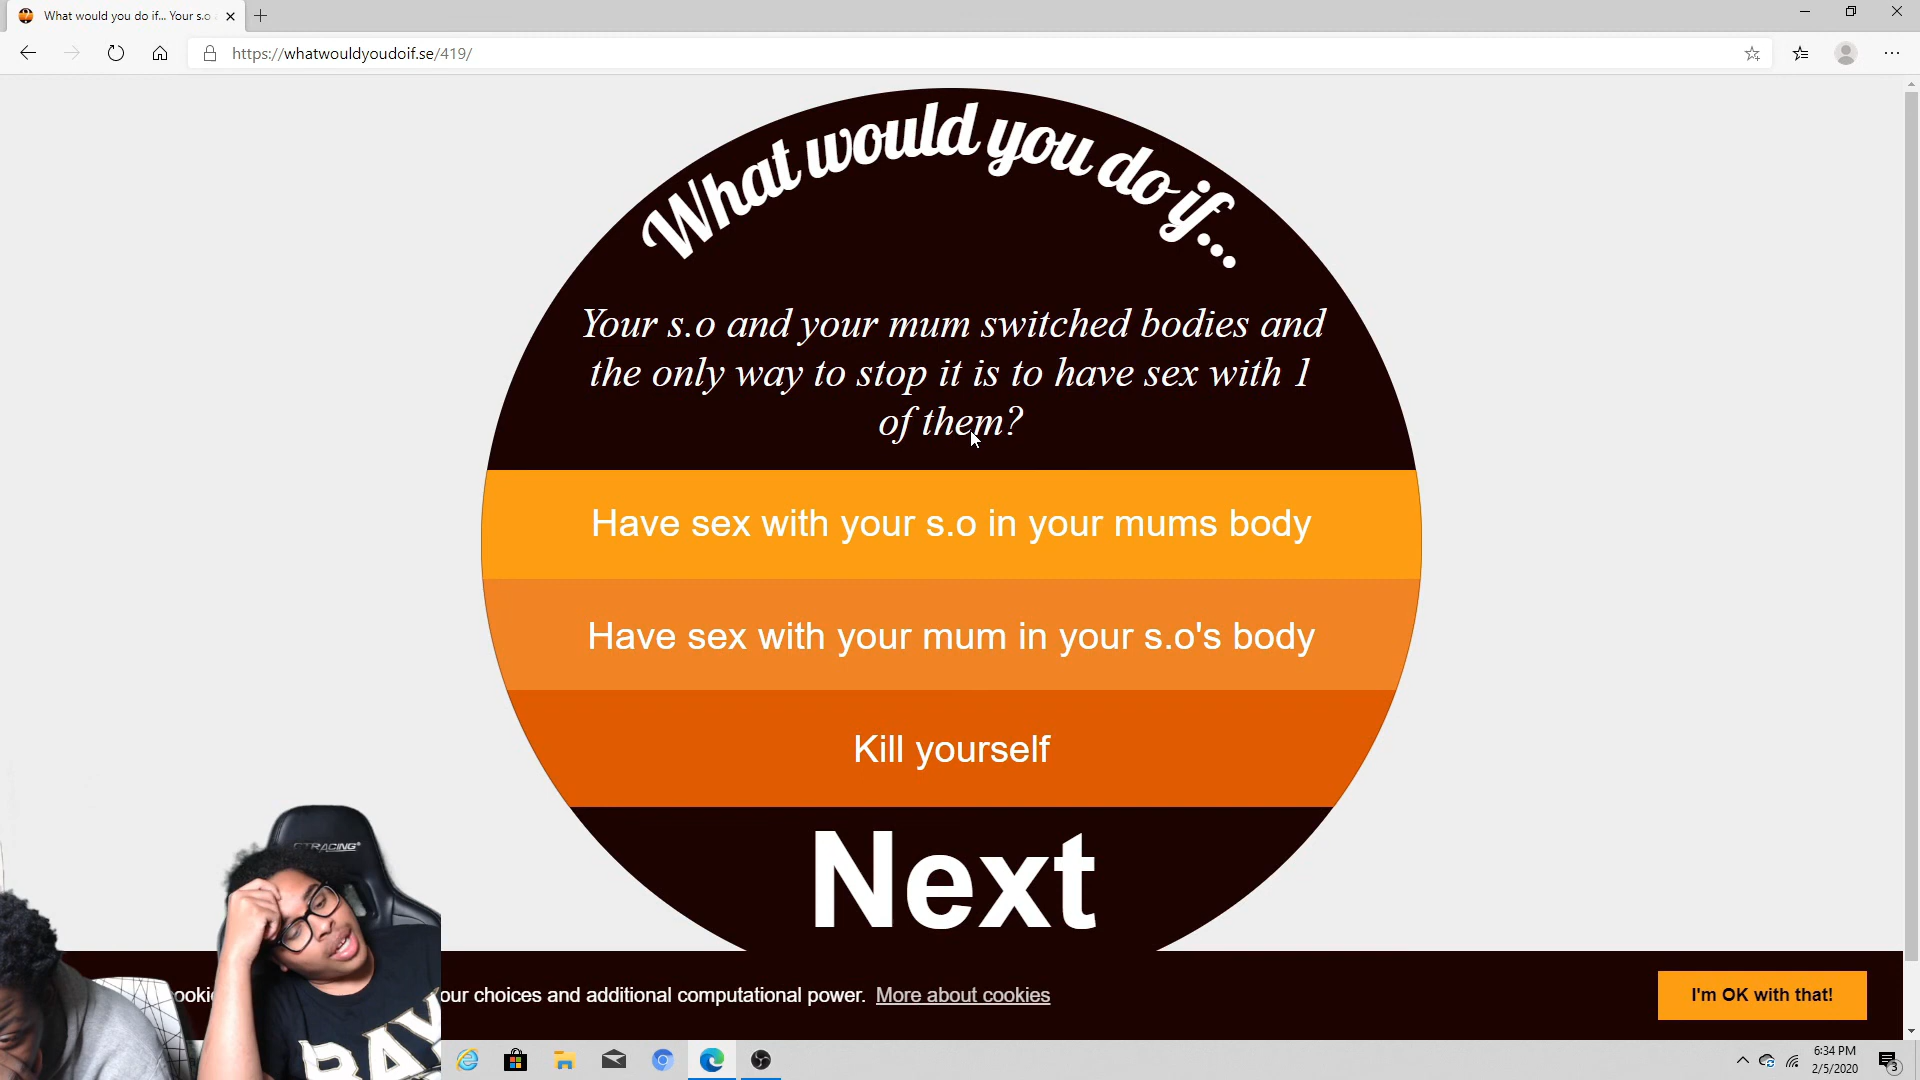 What would you do if... Your s.o
https://whatwouldyoudoif.se/419/
What would you do if...
Your s.o and your mum switched bodies and
the only way to stop it is to have sex with 1
of them?
Have sex with your s.o in your mums body
Have sex with your mum in your s.o's body
Kill yourself
Next
our choices and additional computational power. More about cookies
I'm OK with that!
GTRACING
BAY
6:34 PM
2/5/2020
3